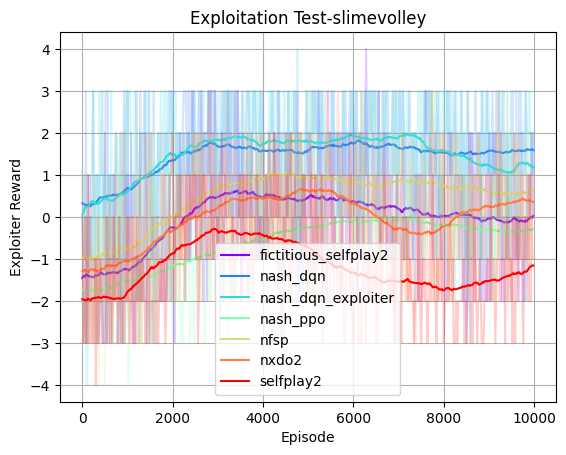 Exploitation Test-slimevolley
Exploiter Reward
4
3
2
1
0
−1
−2
−3
−4
fictitious_selfplay2
nash_dqn
nash_dqn_exploiter
nash_ppo
nfsp
nxdo2
selfplay2
0 2000 4000 6000 8000 10000
Episode